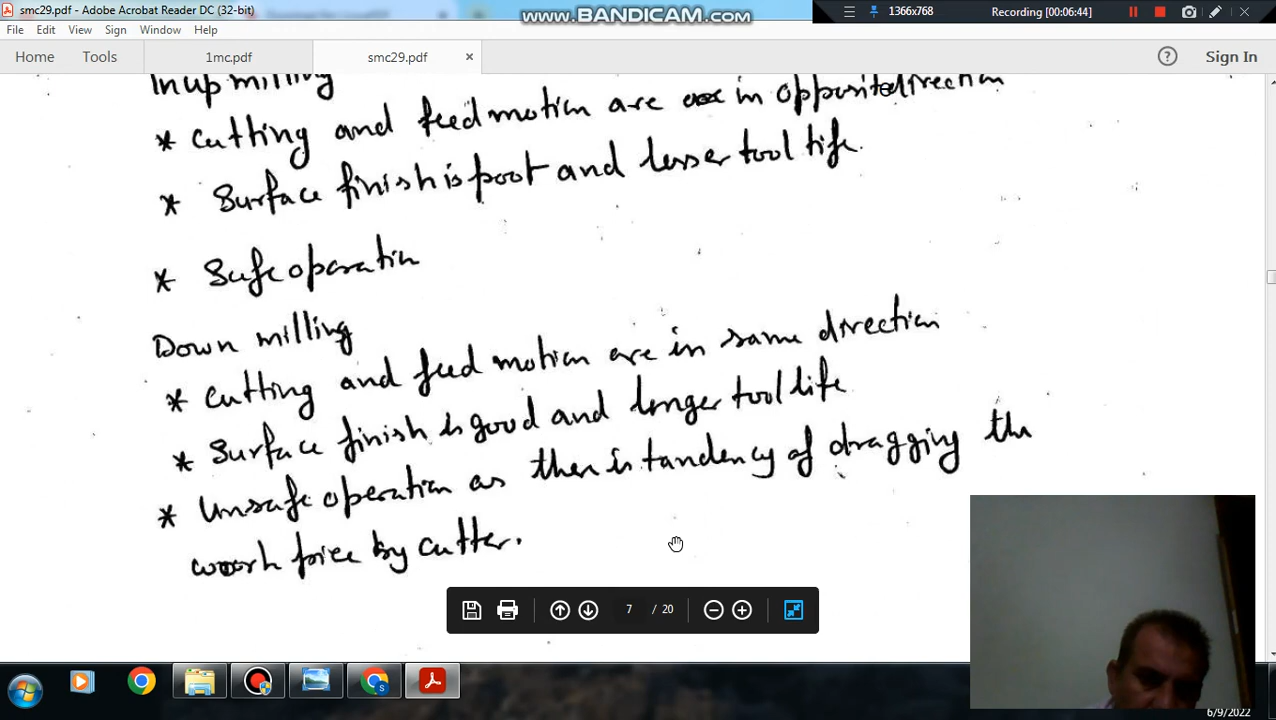 smc29.pdf - Adobe Acrobat Reader DC (32-bit)
www.BANDICAM.com
1366x768
Recording [00:06:44]
File Edit View Sign Window Help
Home Tools 1mc.pdf smc29.pdf × Sign In
In up milling
* Cutting and feed motion are in opposite direction
* Surface finish is poor and lesser tool life.
* Safe operation
Down milling
* Cutting and feed motion are in same direction
* Surface finish is good and longer tool life
* Unsafe operation as then is tandency of dragging the
work piece by cutter.
7 / 20
6/9/2022